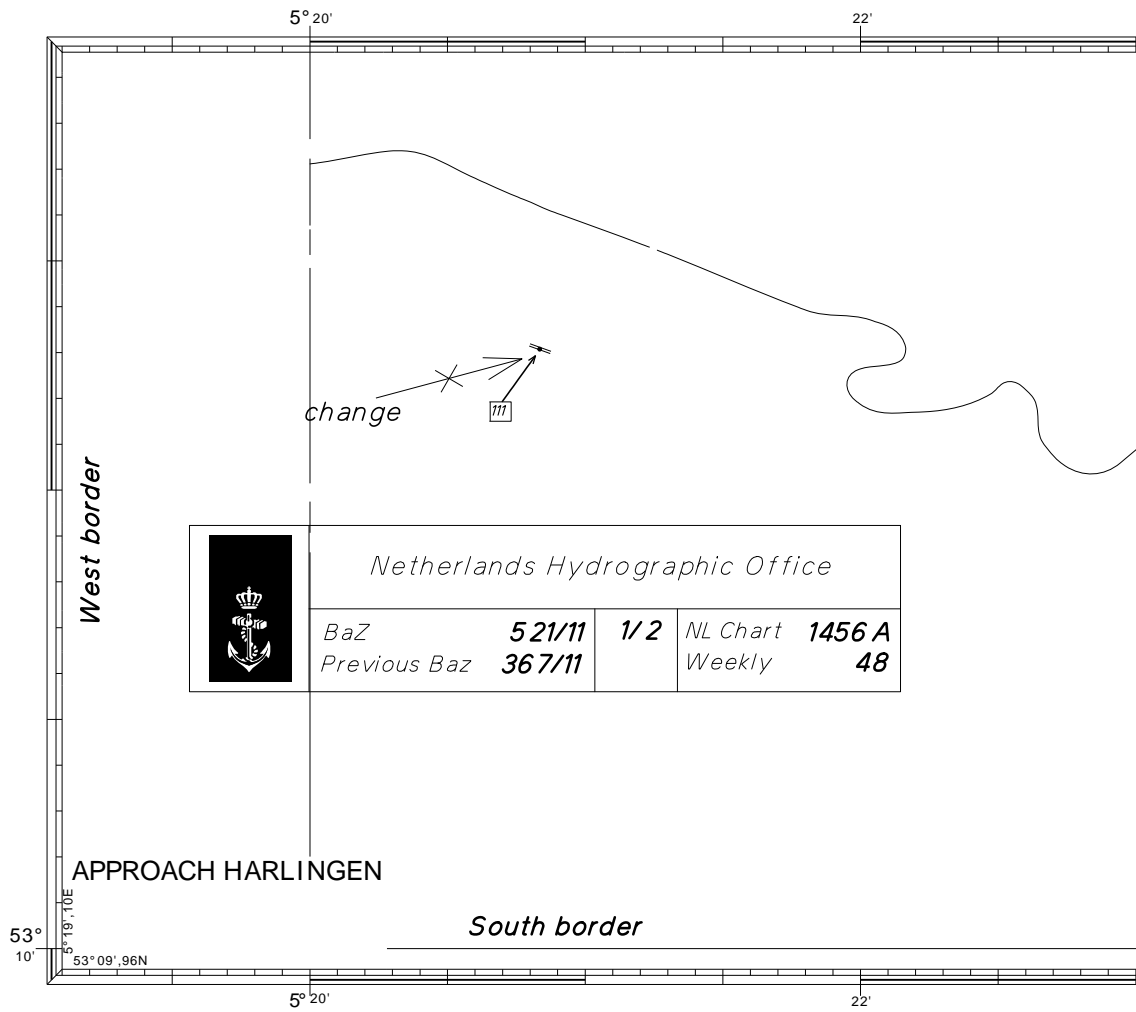 5° 20' 22'
change
111
West border
Netherlands Hydrographic Office
BaZ 521/11 1/2 NL Chart 1456 A
Previous Baz 367/11 Weekly 48
APPROACH HARLINGEN
5°19',10E
South border
53°
10'
53°09',96N
5° 20' 22'